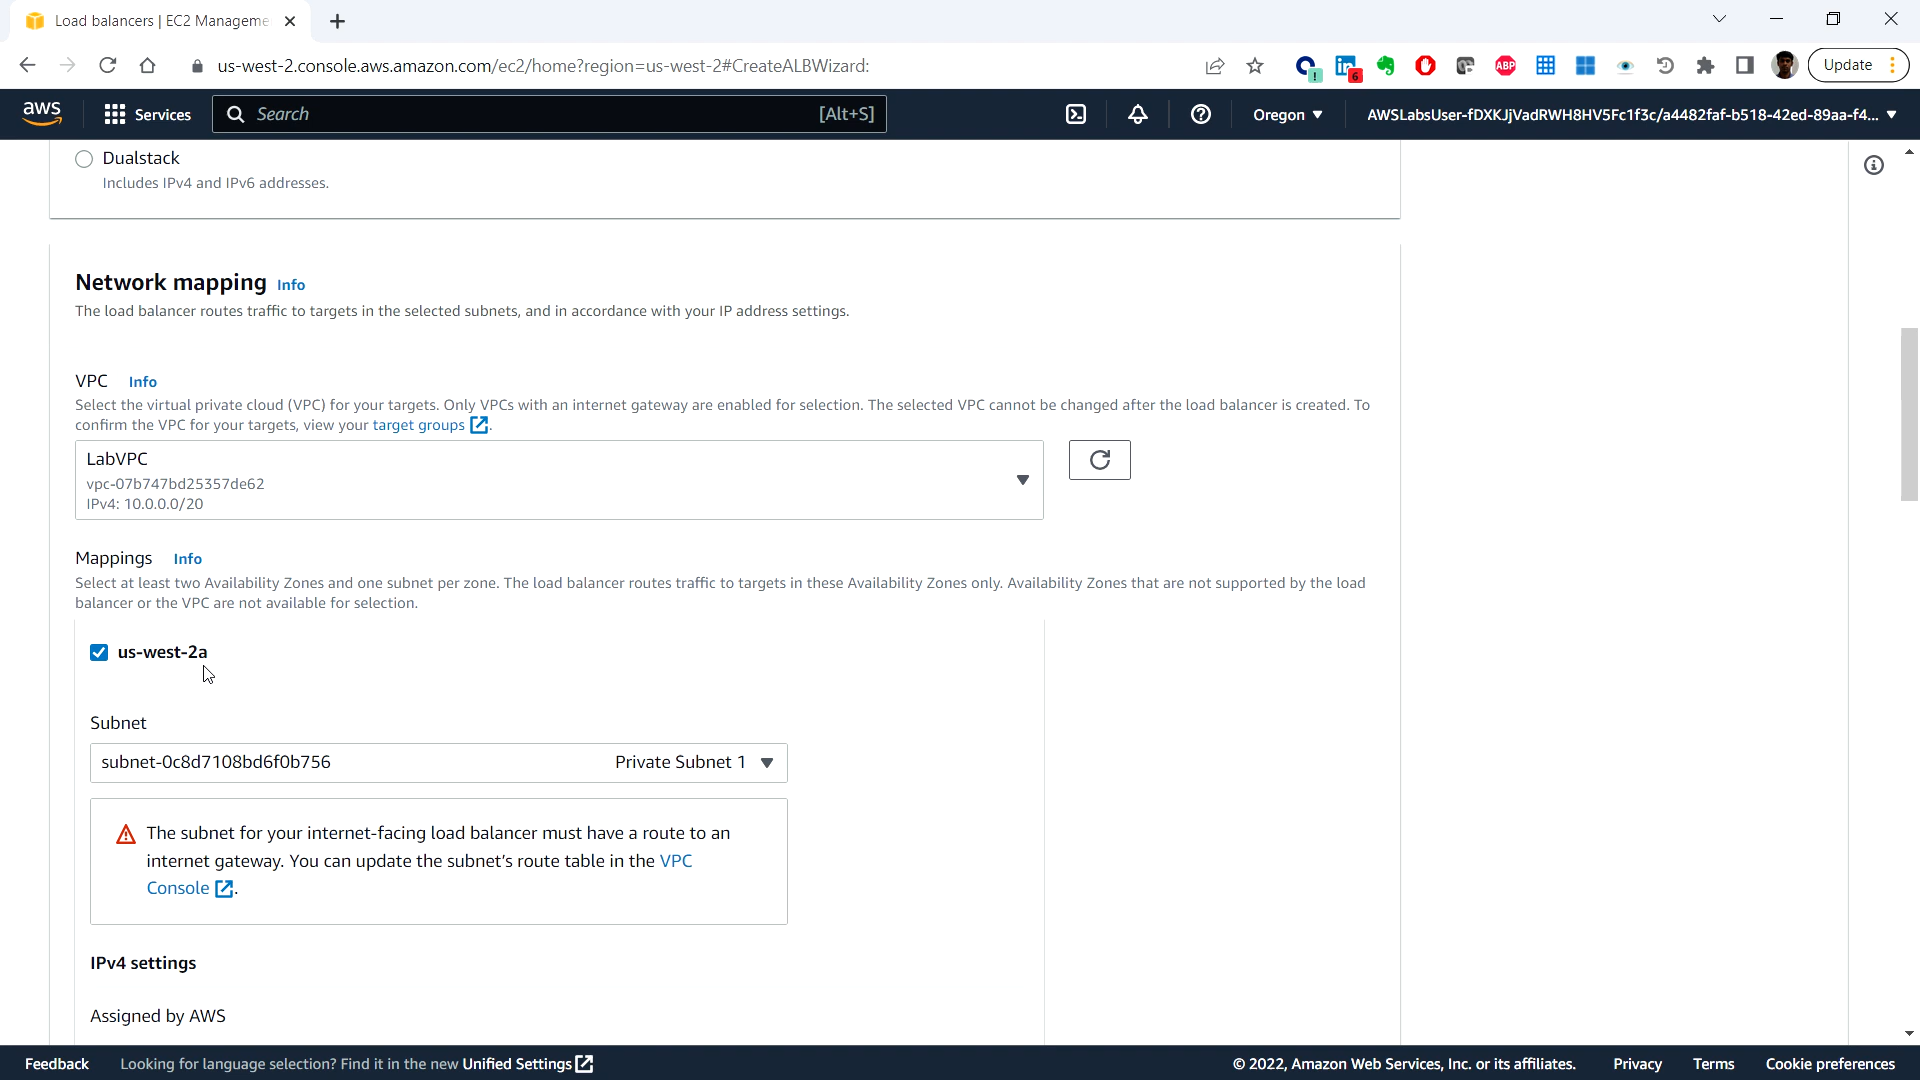 Load balancers | EC2 Manageme
us-west-2.console.aws.amazon.com/ec2/home?region=us-west-2#CreateALBWizard:
6
ABP
Update
aws
Services
Search
[Alt+S]
Oregon
AWSLabsUser-fDXKJjVadRWH8HV5Fc1f3c/a4482faf-b518-42ed-89aa-f4...
Dualstack
Includes IPv4 and IPv6 addresses.
Network mapping Info
The load balancer routes traffic to targets in the selected subnets, and in accordance with your IP address settings.
VPC Info
Select the virtual private cloud (VPC) for your targets. Only VPCs with an internet gateway are enabled for selection. The selected VPC cannot be changed after the load balancer is created. To
confirm the VPC for your targets, view your target groups.
LabVPC
vpc-07b747bd25357de62
IPv4: 10.0.0.0/20
Mappings Info
Select at least two Availability Zones and one subnet per zone. The load balancer routes traffic to targets in these Availability Zones only. Availability Zones that are not supported by the load
balancer or the VPC are not available for selection.
us-west-2a
Subnet
subnet-0c8d7108bd6f0b756 Private Subnet 1
The subnet for your internet-facing load balancer must have a route to an
internet gateway. You can update the subnet's route table in the VPC
Console.
IPv4 settings
Assigned by AWS
Feedback
Looking for language selection? Find it in the new Unified Settings
© 2022, Amazon Web Services, Inc. or its affiliates.
Privacy
Terms
Cookie preferences